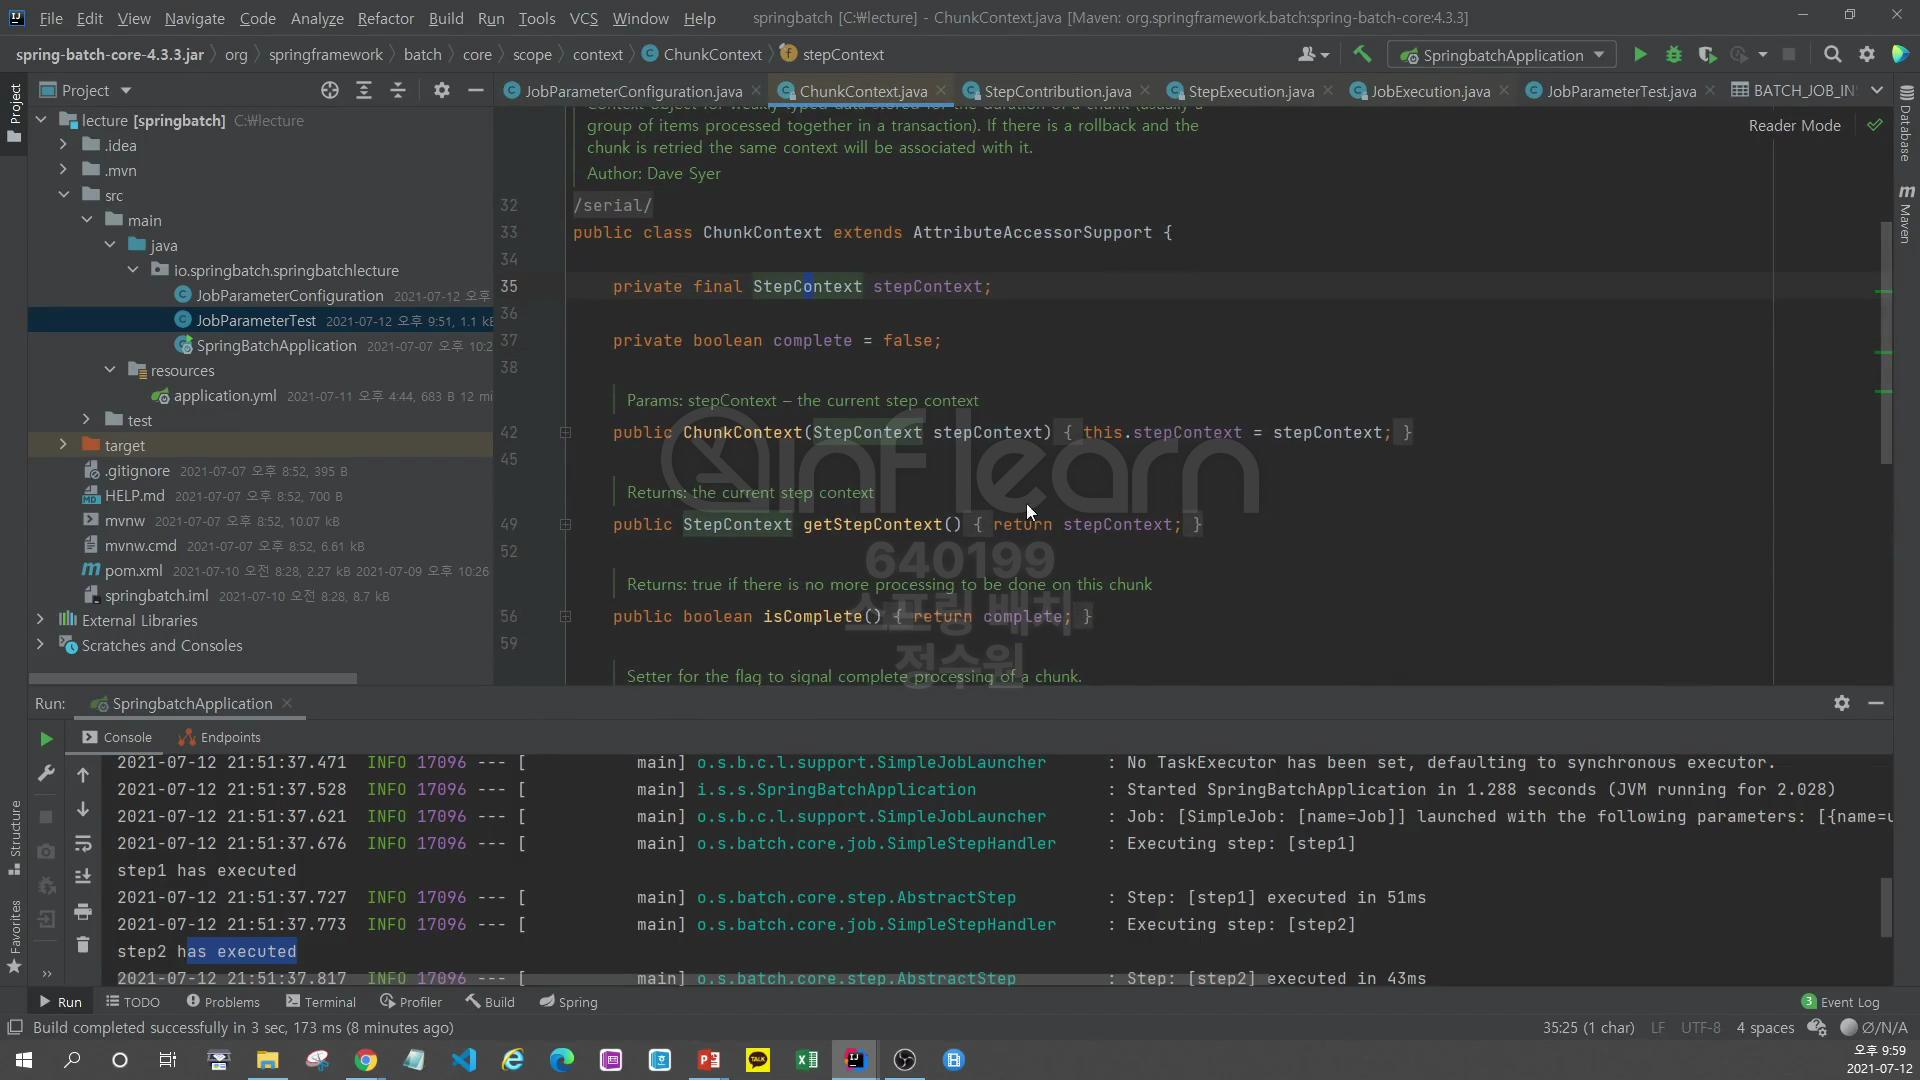 File Edit View Navigate Code Analyze Refactor Build Run Tools VCS Window Help springbatch [C:\lecture] - ChunkContext.java [Maven: org.springframework.batch:spring-batch-core:4.3.3]
spring-batch-core-4.3.3.jar org springframework batch core scope context ChunkContext stepContext SpringbatchApplication
Project JobParameterConfiguration.java ChunkContext.java StepContribution.java StepExecution.java JobExecution.java JobParameterTest.java BATCH_JOB_IN
Project
Database
Maven
Structure
Favorites
lecture [springbatch] C:\lecture
.idea
.mvn
src
main
java
io.springbatch.springbatchlecture
JobParameterConfiguration 2021-07-12 오후
JobParameterTest 2021-07-12 오후 9:51, 1.1 kB
SpringBatchApplication 2021-07-07 오후 10:2
resources
application.yml 2021-07-11 오후 4:44, 683 B 12 mi
test
target
.gitignore 2021-07-07 오후 8:52, 395 B
HELP.md 2021-07-07 오후 8:52, 700 B
mvnw 2021-07-07 오후 8:52, 10.07 kB
mvnw.cmd 2021-07-07 오후 8:52, 6.61 kB
pom.xml 2021-07-10 오전 8:28, 2.27 kB 2021-07-09 오후 10:26
springbatch.iml 2021-07-10 오전 8:28, 8.7 kB
External Libraries
Scratches and Consoles
Context object for weakly typed data stored for the duration of a chunk (usually a
group of items processed together in a transaction). If there is a rollback and the
chunk is retried the same context will be associated with it.
Author: Dave Syer
Reader Mode
32 /serial/
33 public class ChunkContext extends AttributeAccessorSupport {
34
35 private final StepContext stepContext;
36
37 private boolean complete = false;
38
Params: stepContext – the current step context
42 public ChunkContext(StepContext stepContext) { this.stepContext = stepContext; }
45
Returns: the current step context
49 public StepContext getStepContext() { return stepContext; }
52
Returns: true if there is no more processing to be done on this chunk
56 public boolean isComplete() { return complete; }
59
Setter for the flag to signal complete processing of a chunk.
inflearn
640199
스프링 배치
정수원
Run: SpringbatchApplication
Console Endpoints
2021-07-12 21:51:37.471 INFO 17096 --- [ main] o.s.b.c.l.support.SimpleJobLauncher : No TaskExecutor has been set, defaulting to synchronous executor.
2021-07-12 21:51:37.528 INFO 17096 --- [ main] i.s.s.SpringBatchApplication : Started SpringBatchApplication in 1.288 seconds (JVM running for 2.028)
2021-07-12 21:51:37.621 INFO 17096 --- [ main] o.s.b.c.l.support.SimpleJobLauncher : Job: [SimpleJob: [name=Job]] launched with the following parameters: [{name=u
2021-07-12 21:51:37.676 INFO 17096 --- [ main] o.s.batch.core.job.SimpleStepHandler : Executing step: [step1]
step1 has executed
2021-07-12 21:51:37.727 INFO 17096 --- [ main] o.s.batch.core.step.AbstractStep : Step: [step1] executed in 51ms
2021-07-12 21:51:37.773 INFO 17096 --- [ main] o.s.batch.core.job.SimpleStepHandler : Executing step: [step2]
step2 has executed
2021-07-12 21:51:37.817 INFO 17096 --- [ main] o.s.batch.core.step.AbstractStep : Step: [step2] executed in 43ms
Run TODO Problems Terminal Profiler Build Spring 3 Event Log
Build completed successfully in 3 sec, 173 ms (8 minutes ago) 35:25 (1 char) LF UTF-8 4 spaces Ø/N/A
오후 9:59
2021-07-12